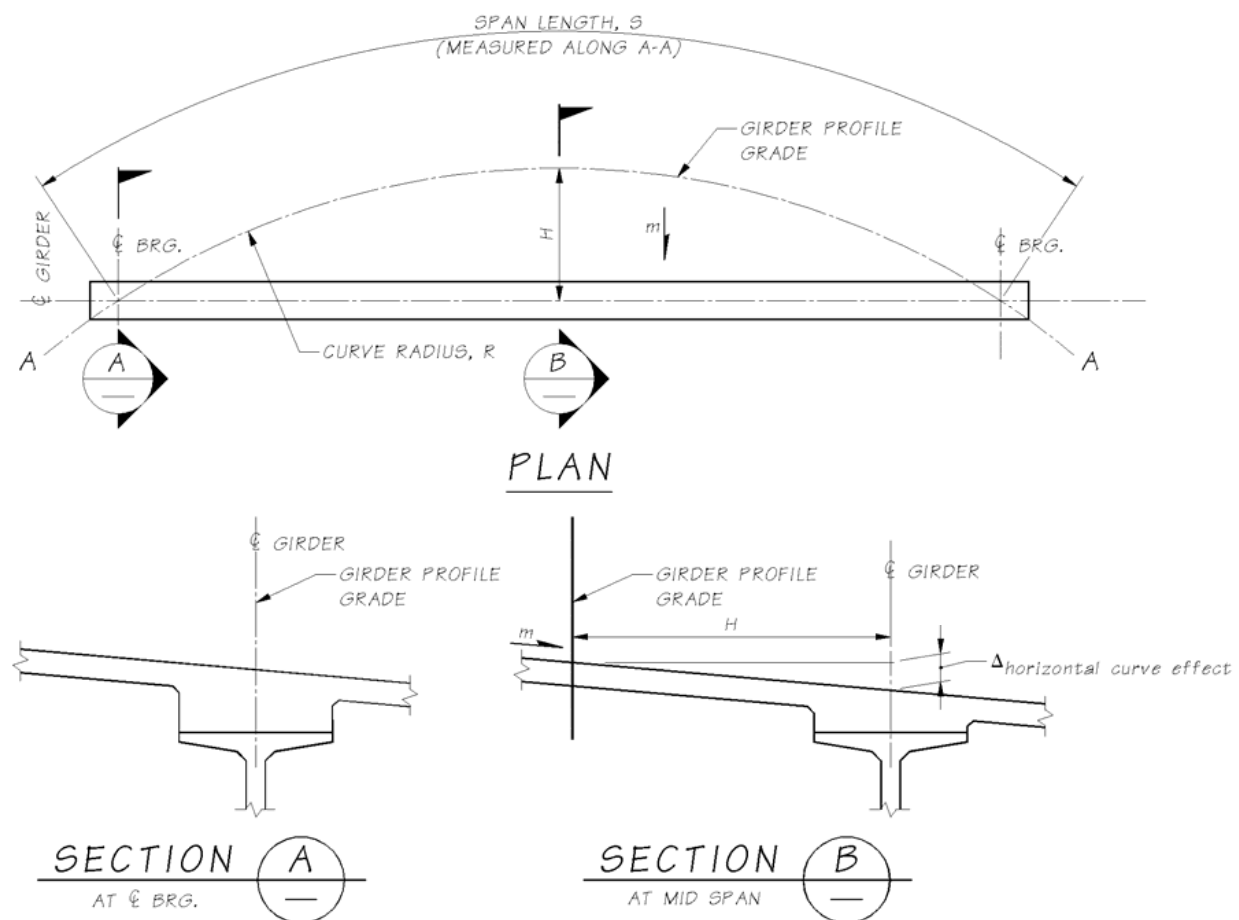 SPAN LENGTH, S
(MEASURED ALONG A-A)
GIRDER PROFILE
GRADE
℄ GIRDER
℄ BRG.
H
m
℄ BRG.
A
CURVE RADIUS, R
A
A
B
PLAN
℄ GIRDER
GIRDER PROFILE
GRADE
GIRDER PROFILE
GRADE
℄ GIRDER
m
H
Δhorizontal curve effect
SECTION A
AT ℄ BRG.
SECTION B
AT MID SPAN